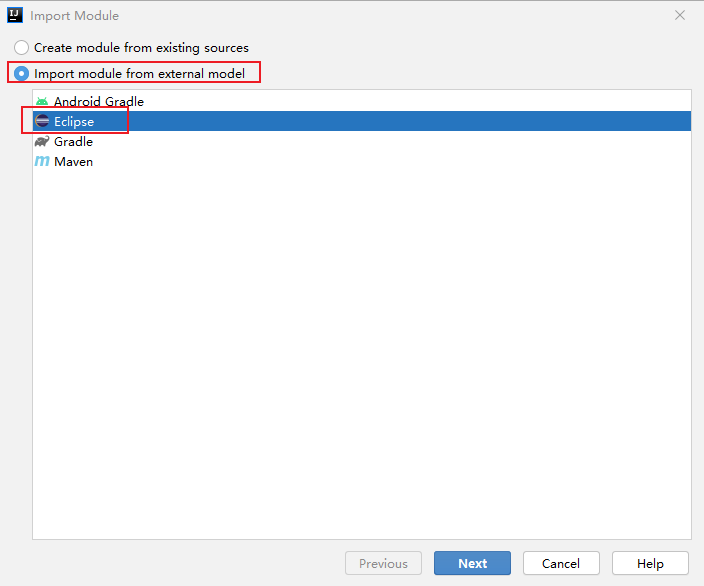 IJ
Import Module
Create module from existing sources
Import module from external model
Android Gradle
Eclipse
Gradle
m Maven
Previous
Next
Cancel
Help